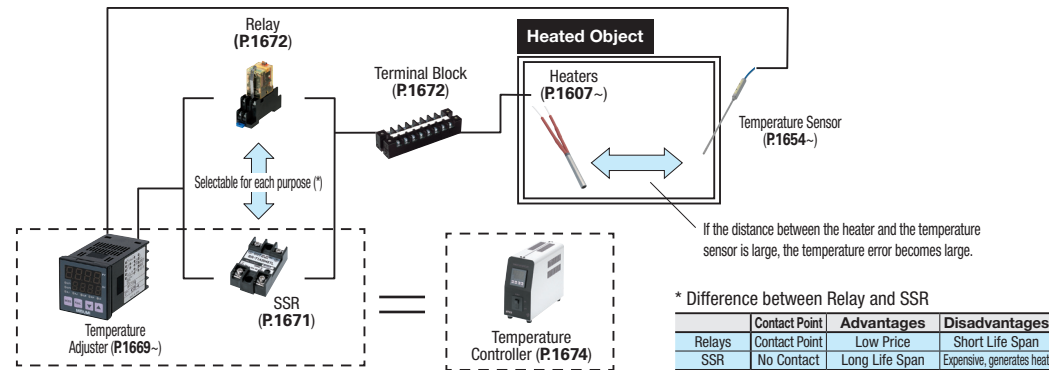 Relay
(P.1672)
Heated Object
Terminal Block
(P.1672)
Heaters
(P.1607~)
Temperature Sensor
(P.1654~)
Selectable for each purpose (*)
If the distance between the heater and the temperature
sensor is large, the temperature error becomes large.
SSR
(P.1671)
Temperature
Adjuster (P.1669~)
Temperature
Controller (P.1674)
* Difference between Relay and SSR
Contact Point Advantages Disadvantages
Relays Contact Point Low Price Short Life Span
SSR No Contact Long Life Span Expensive, generates heat